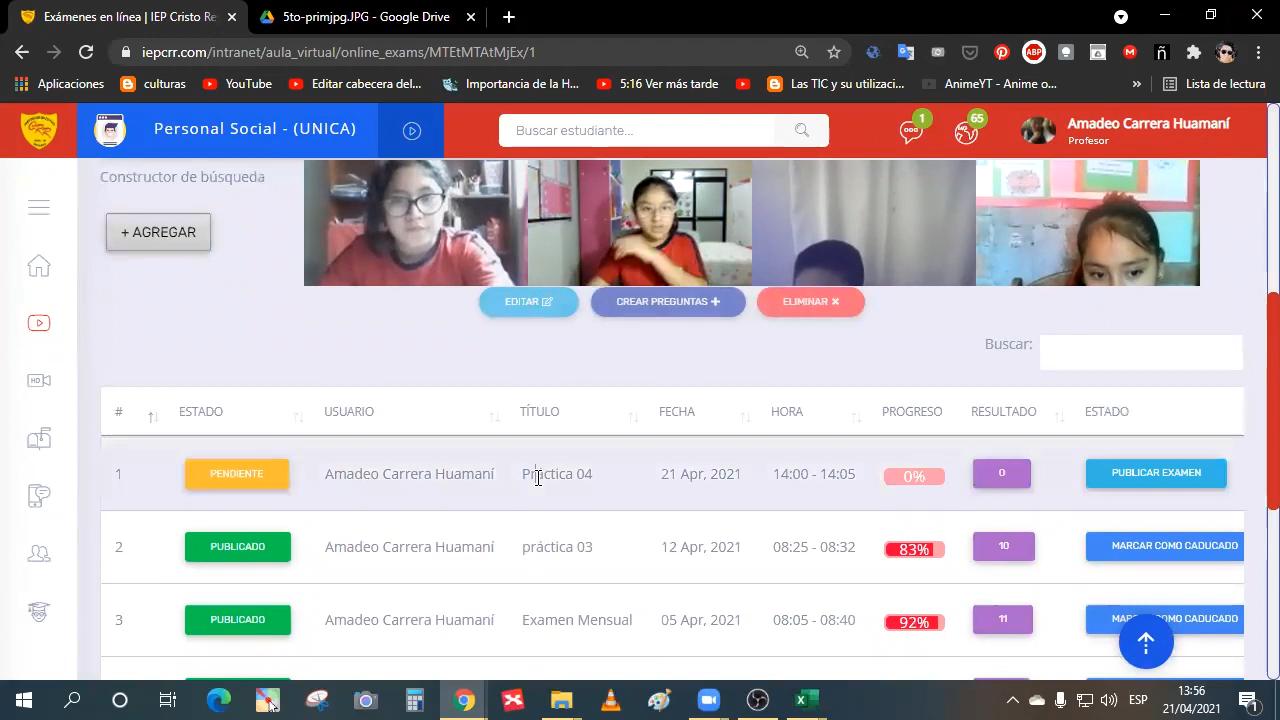 Exámenes en línea | IEP Cristo Re
5to-primjpg.JPG - Google Drive
iepcrr.com/intranet/aula_virtual/online_exams/MTEtMTAtMjEx/1
Aplicaciones
culturas
YouTube
Editar cabecera del...
Importancia de la H...
5:16 Ver más tarde
Las TIC y su utilizaci...
AnimeYT - Anime o...
»
Lista de lectura
Personal Social - (UNICA)
Buscar estudiante...
1
65
Amadeo Carrera Huamaní
Profesor
Constructor de búsqueda
+ AGREGAR
EDITAR
CREAR PREGUNTAS
ELIMINAR
Buscar:
# ESTADO USUARIO TÍTULO FECHA HORA PROGRESO RESULTADO ESTADO
1 PENDIENTE Amadeo Carrera Huamaní Práctica 04 21 Apr, 2021 14:00 - 14:05 0% 0 PUBLICAR EXAMEN
2 PUBLICADO Amadeo Carrera Huamaní práctica 03 12 Apr, 2021 08:25 - 08:32 83% 10 MARCAR COMO CADUCADO
3 PUBLICADO Amadeo Carrera Huamaní Examen Mensual 05 Apr, 2021 08:05 - 08:40 92% 11 MARCAR COMO CADUCADO
ESP
13:56
21/04/2021
1